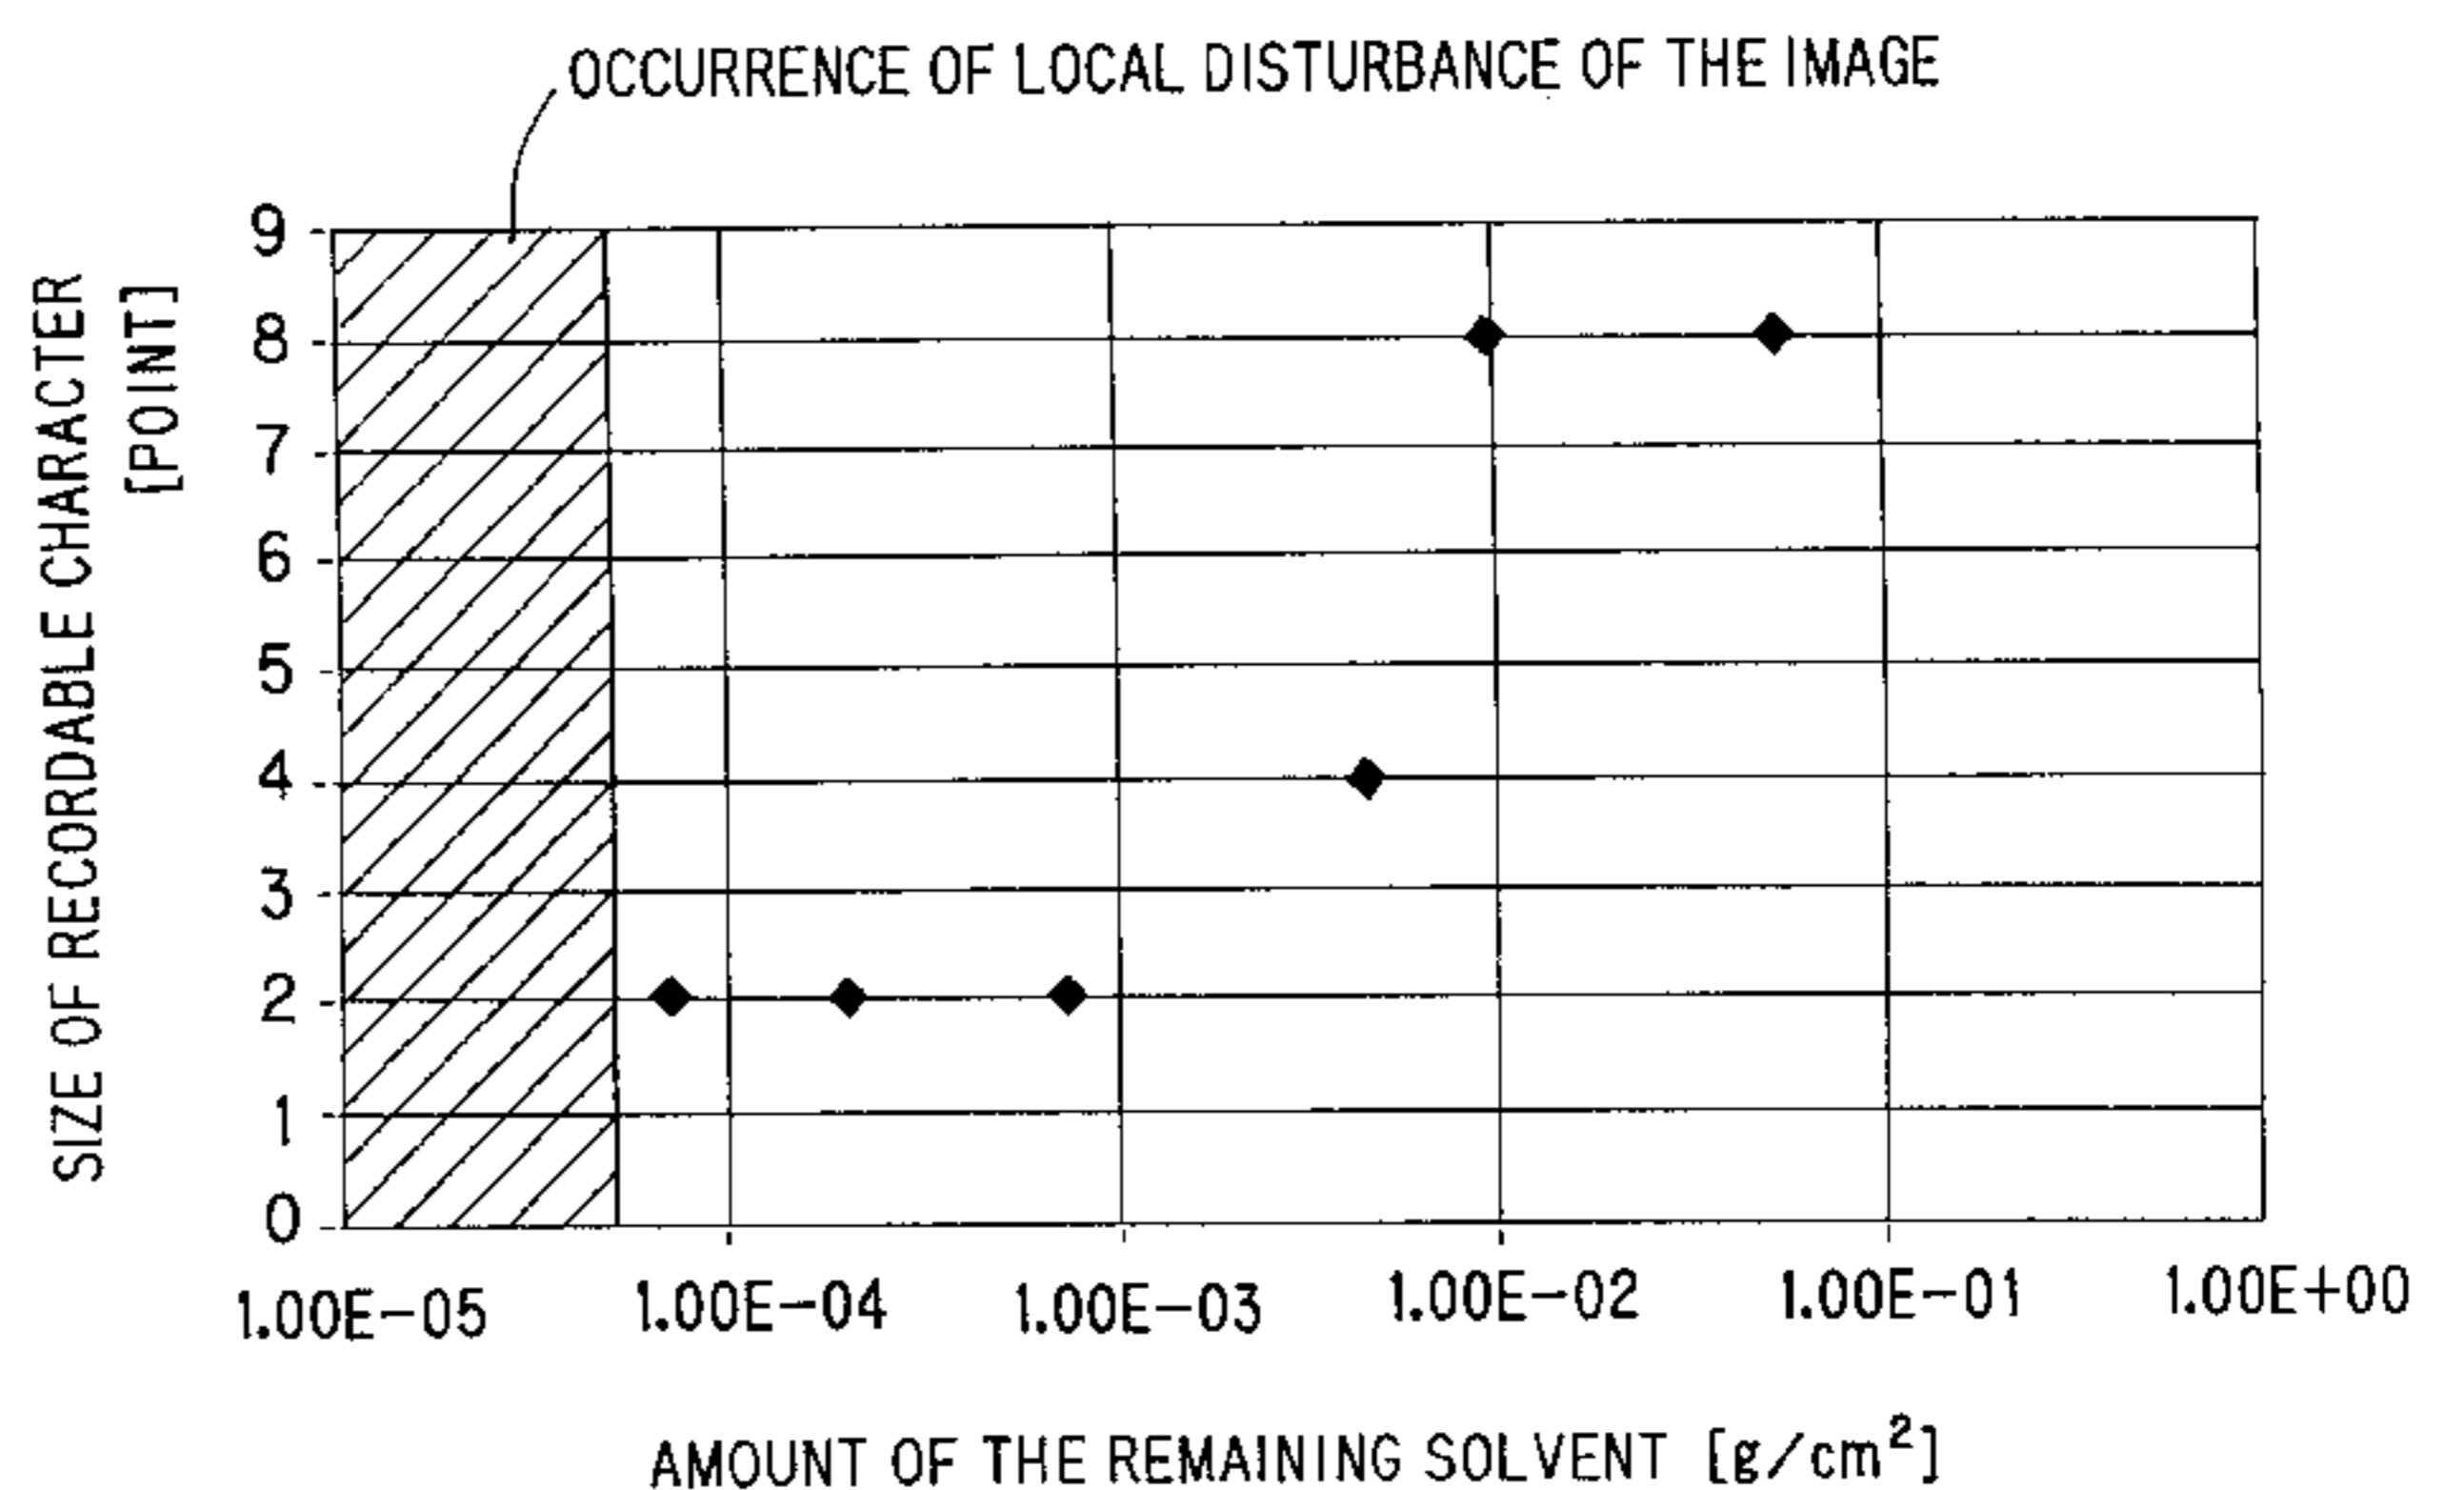 OCCURRENCE OF LOCAL DISTURBANCE OF THE IMAGE
SIZE OF RECORDABLE CHARACTER
[POINT]
9
8
7
6
5
4
3
2
1
0
1.00E-05 1.00E-04 1.00E-03 1.00E-02 1.00E-01 1.00E+00
AMOUNT OF THE REMAINING SOLVENT [g/cm²]